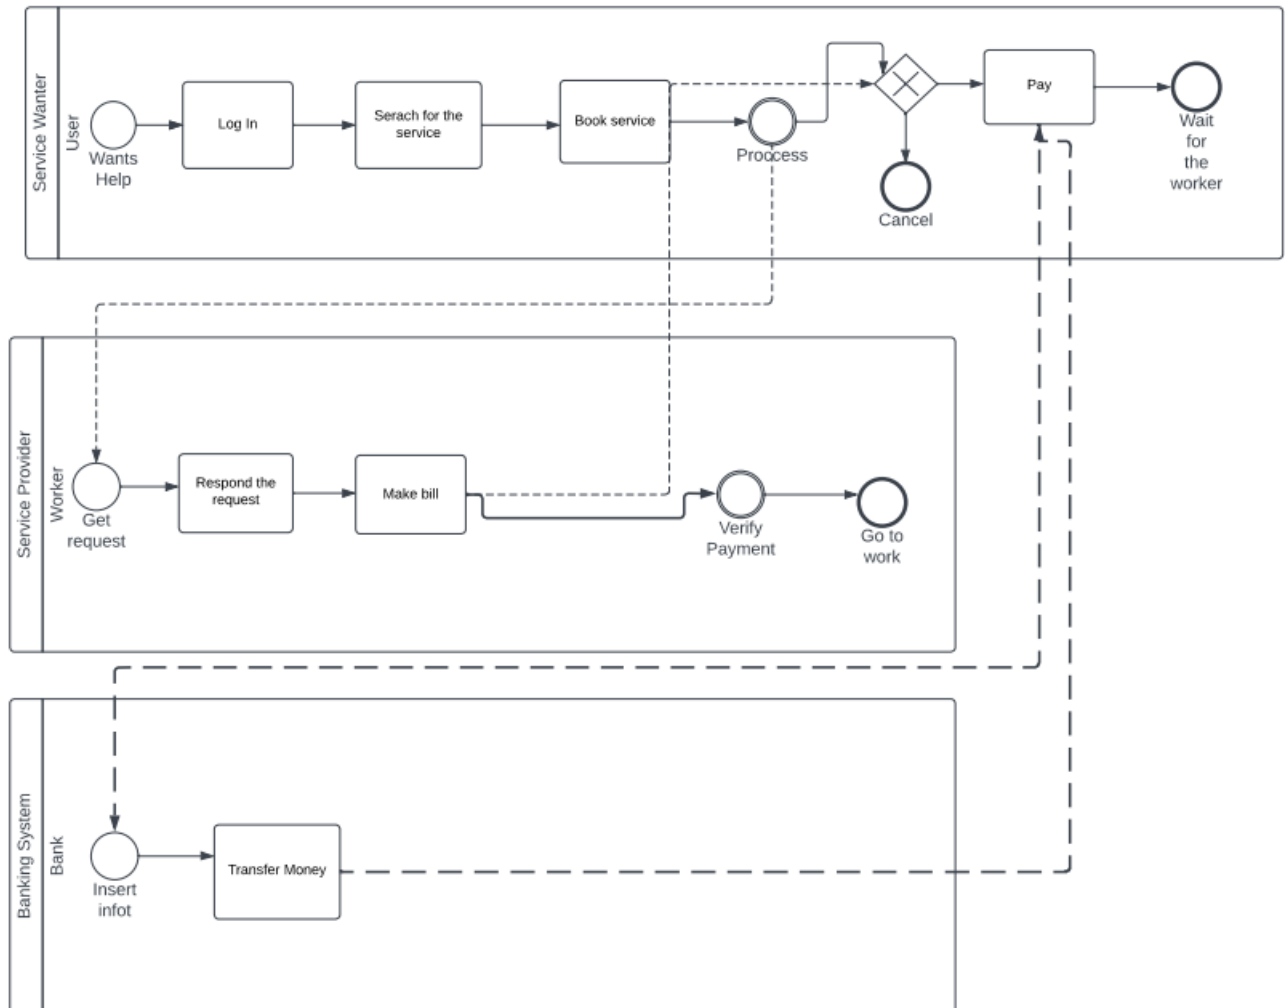 Service Wanter
User
Wants
Help
Log In
Serach for the
service
Book service
Proccess
Cancel
Pay
Wait
for
the
worker
Service Provider
Worker
Get
request
Respond the
request
Make bill
Verify
Payment
Go to
work
Banking System
Bank
Insert
infot
Transfer Money